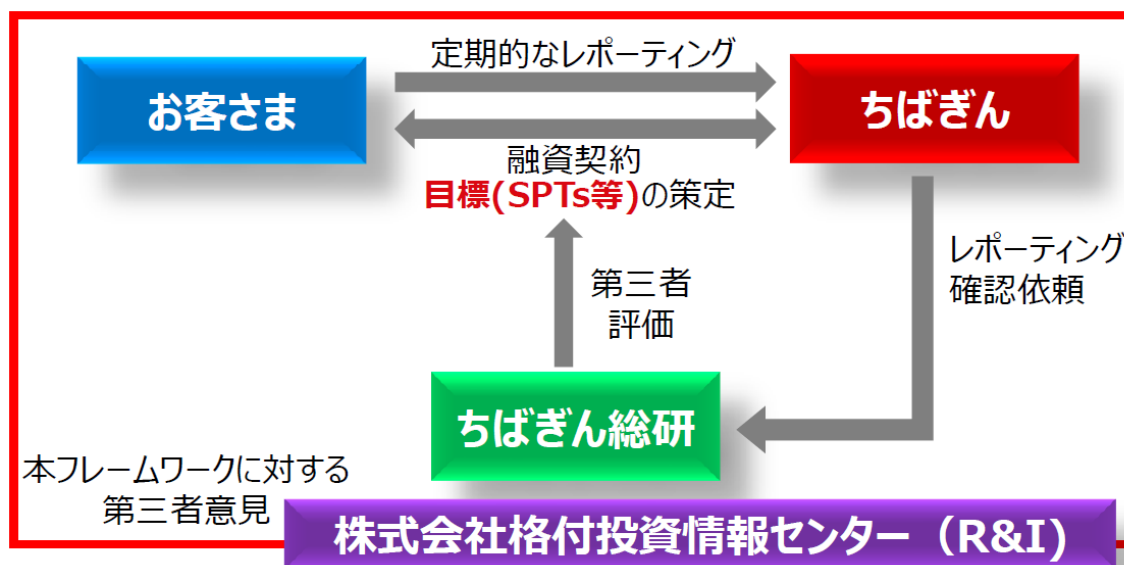 定期的なレポーティング
お客さま
ちばぎん
融資契約
目標(SPTs等)の策定
レポーティング
確認依頼
第三者
評価
ちばぎん総研
本フレームワークに対する
第三者意見
株式会社格付投資情報センター（R&I）